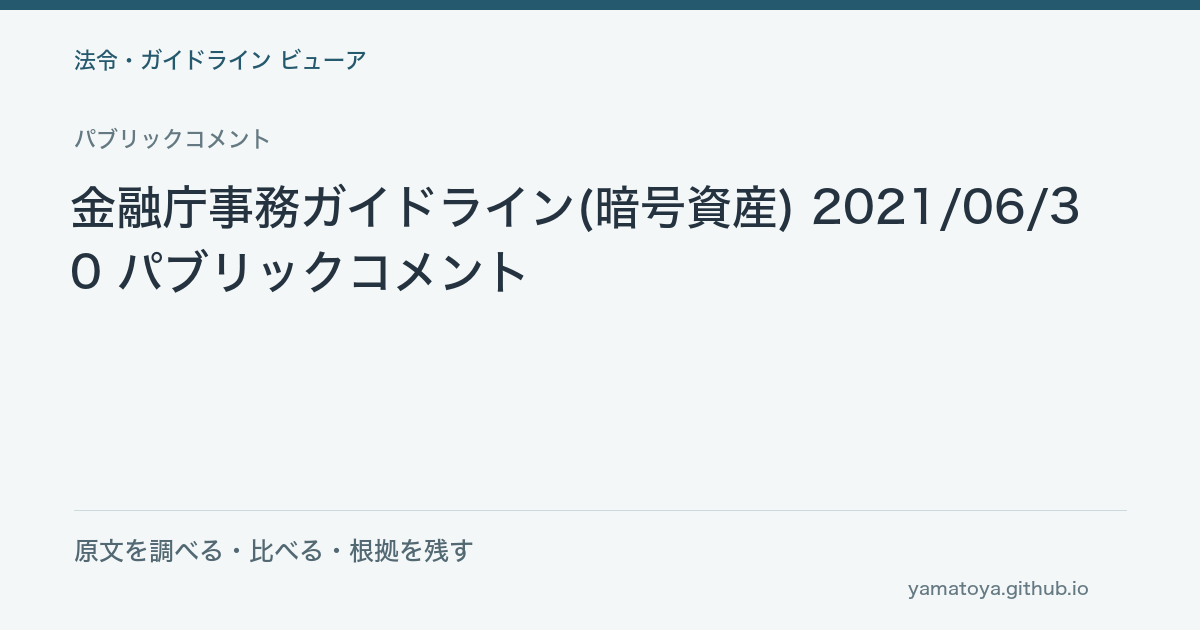 法令・ガイドライン ビューア
パブリックコメント
金融庁事務ガイドライン(暗号資産) 2021/06/3
0 パブリックコメント
原文を調べる・比べる・根拠を残す
yamatoya.github.io